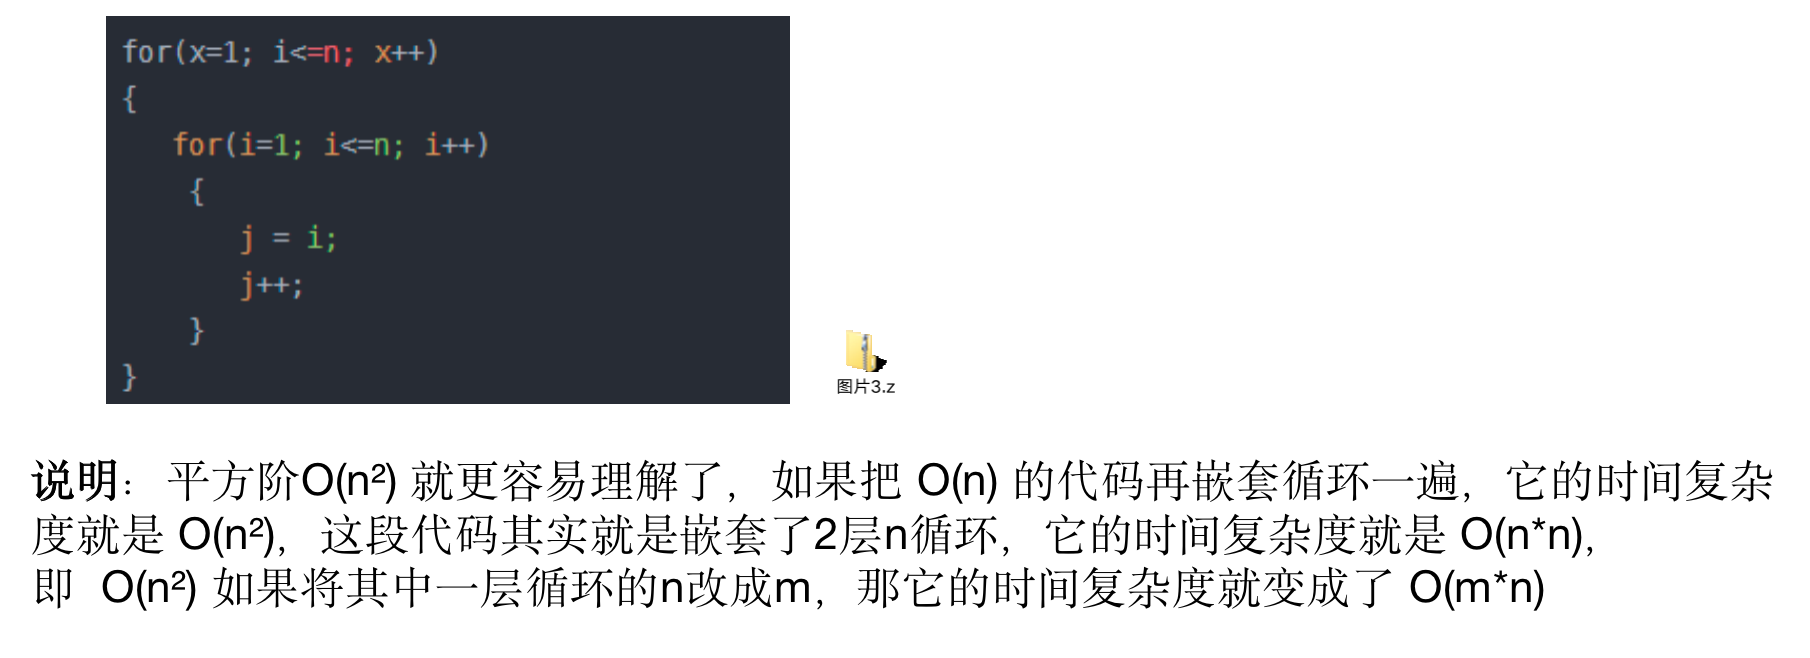 for(x=1; i<=n; x++)
{
for(i=1; i<=n; i++)
{
j = i;
j++;
}
}
图片3.z
说明：平方阶O(n²) 就更容易理解了，如果把 O(n) 的代码再嵌套循环一遍，它的时间复杂
度就是 O(n²)，这段代码其实就是嵌套了2层n循环，它的时间复杂度就是 O(n*n)，
即 O(n²) 如果将其中一层循环的n改成m，那它的时间复杂度就变成了 O(m*n)